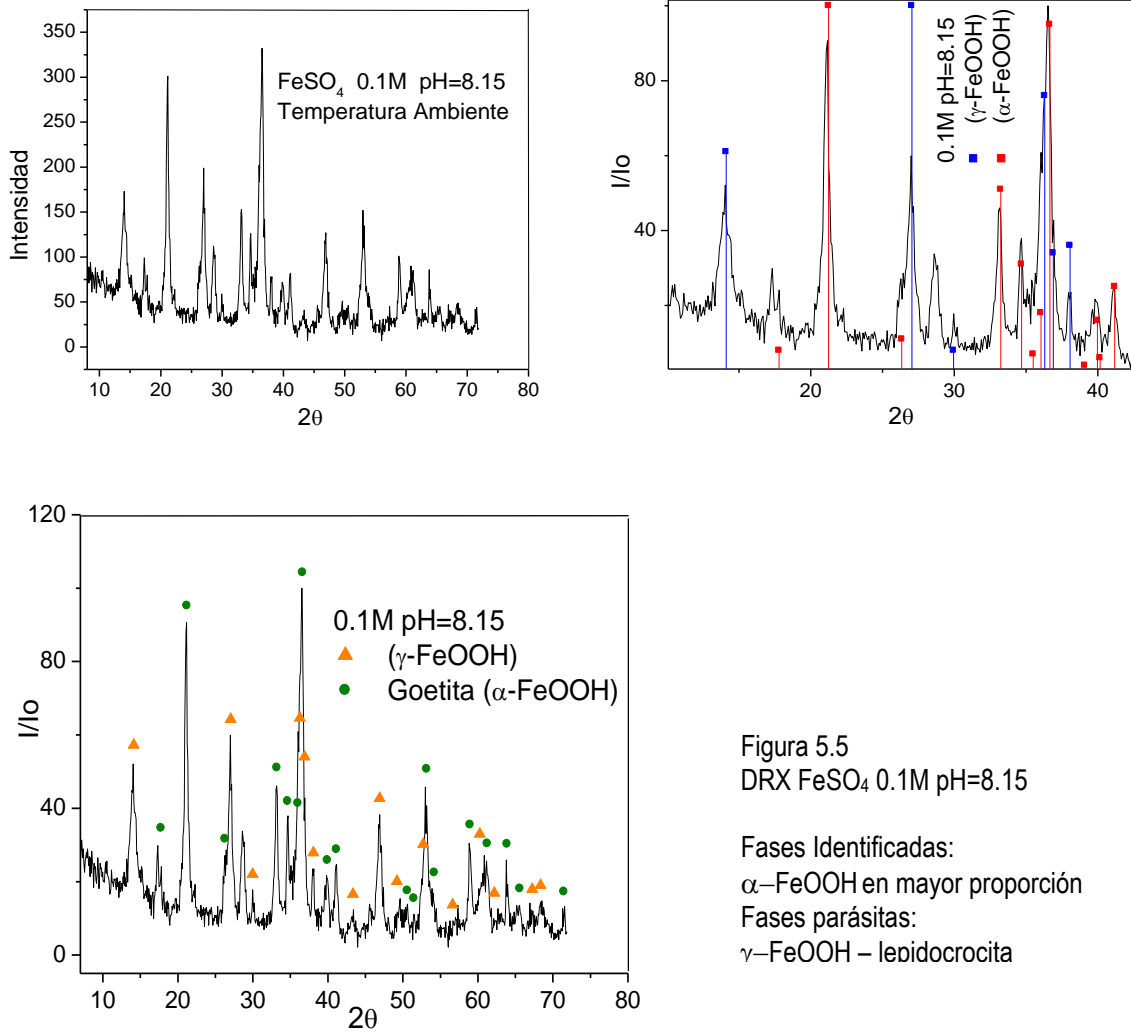 350
300
250
200
150
100
50
0
Intensidad
FeSO4 0.1M pH=8.15
Temperatura Ambiente
10 20 30 40 50 60 70 80
2θ
80
40
I/Io
0.1M pH=8.15
(γ-FeOOH)
(α-FeOOH)
20 30 40
2θ
120
80
40
0
I/Io
0.1M pH=8.15
(γ-FeOOH)
Goetita (α-FeOOH)
10 20 30 40 50 60 70 80
2θ
Figura 5.5
DRX FeSO4 0.1M pH=8.15
Fases Identificadas:
α–FeOOH en mayor proporción
Fases parásitas:
γ–FeOOH – lepidocrocita